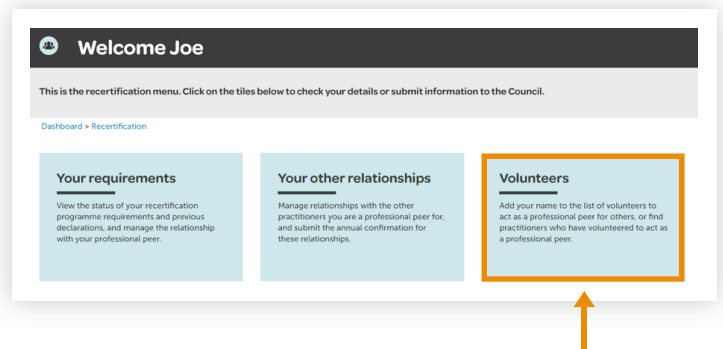 Welcome Joe
This is the recertification menu. Click on the tiles below to check your details or submit information to the Council.
Dashboard > Recertification
Your requirements
View the status of your recertification
programme requirements and previous
declarations, and manage the relationship
with your professional peer.
Your other relationships
Manage relationships with the other
practitioners you are a professional peer for,
and submit the annual confirmation for
these relationships.
Volunteers
Add your name to the list of volunteers to
act as a professional peer for others, or find
practitioners who have volunteered to act as
a professional peer.